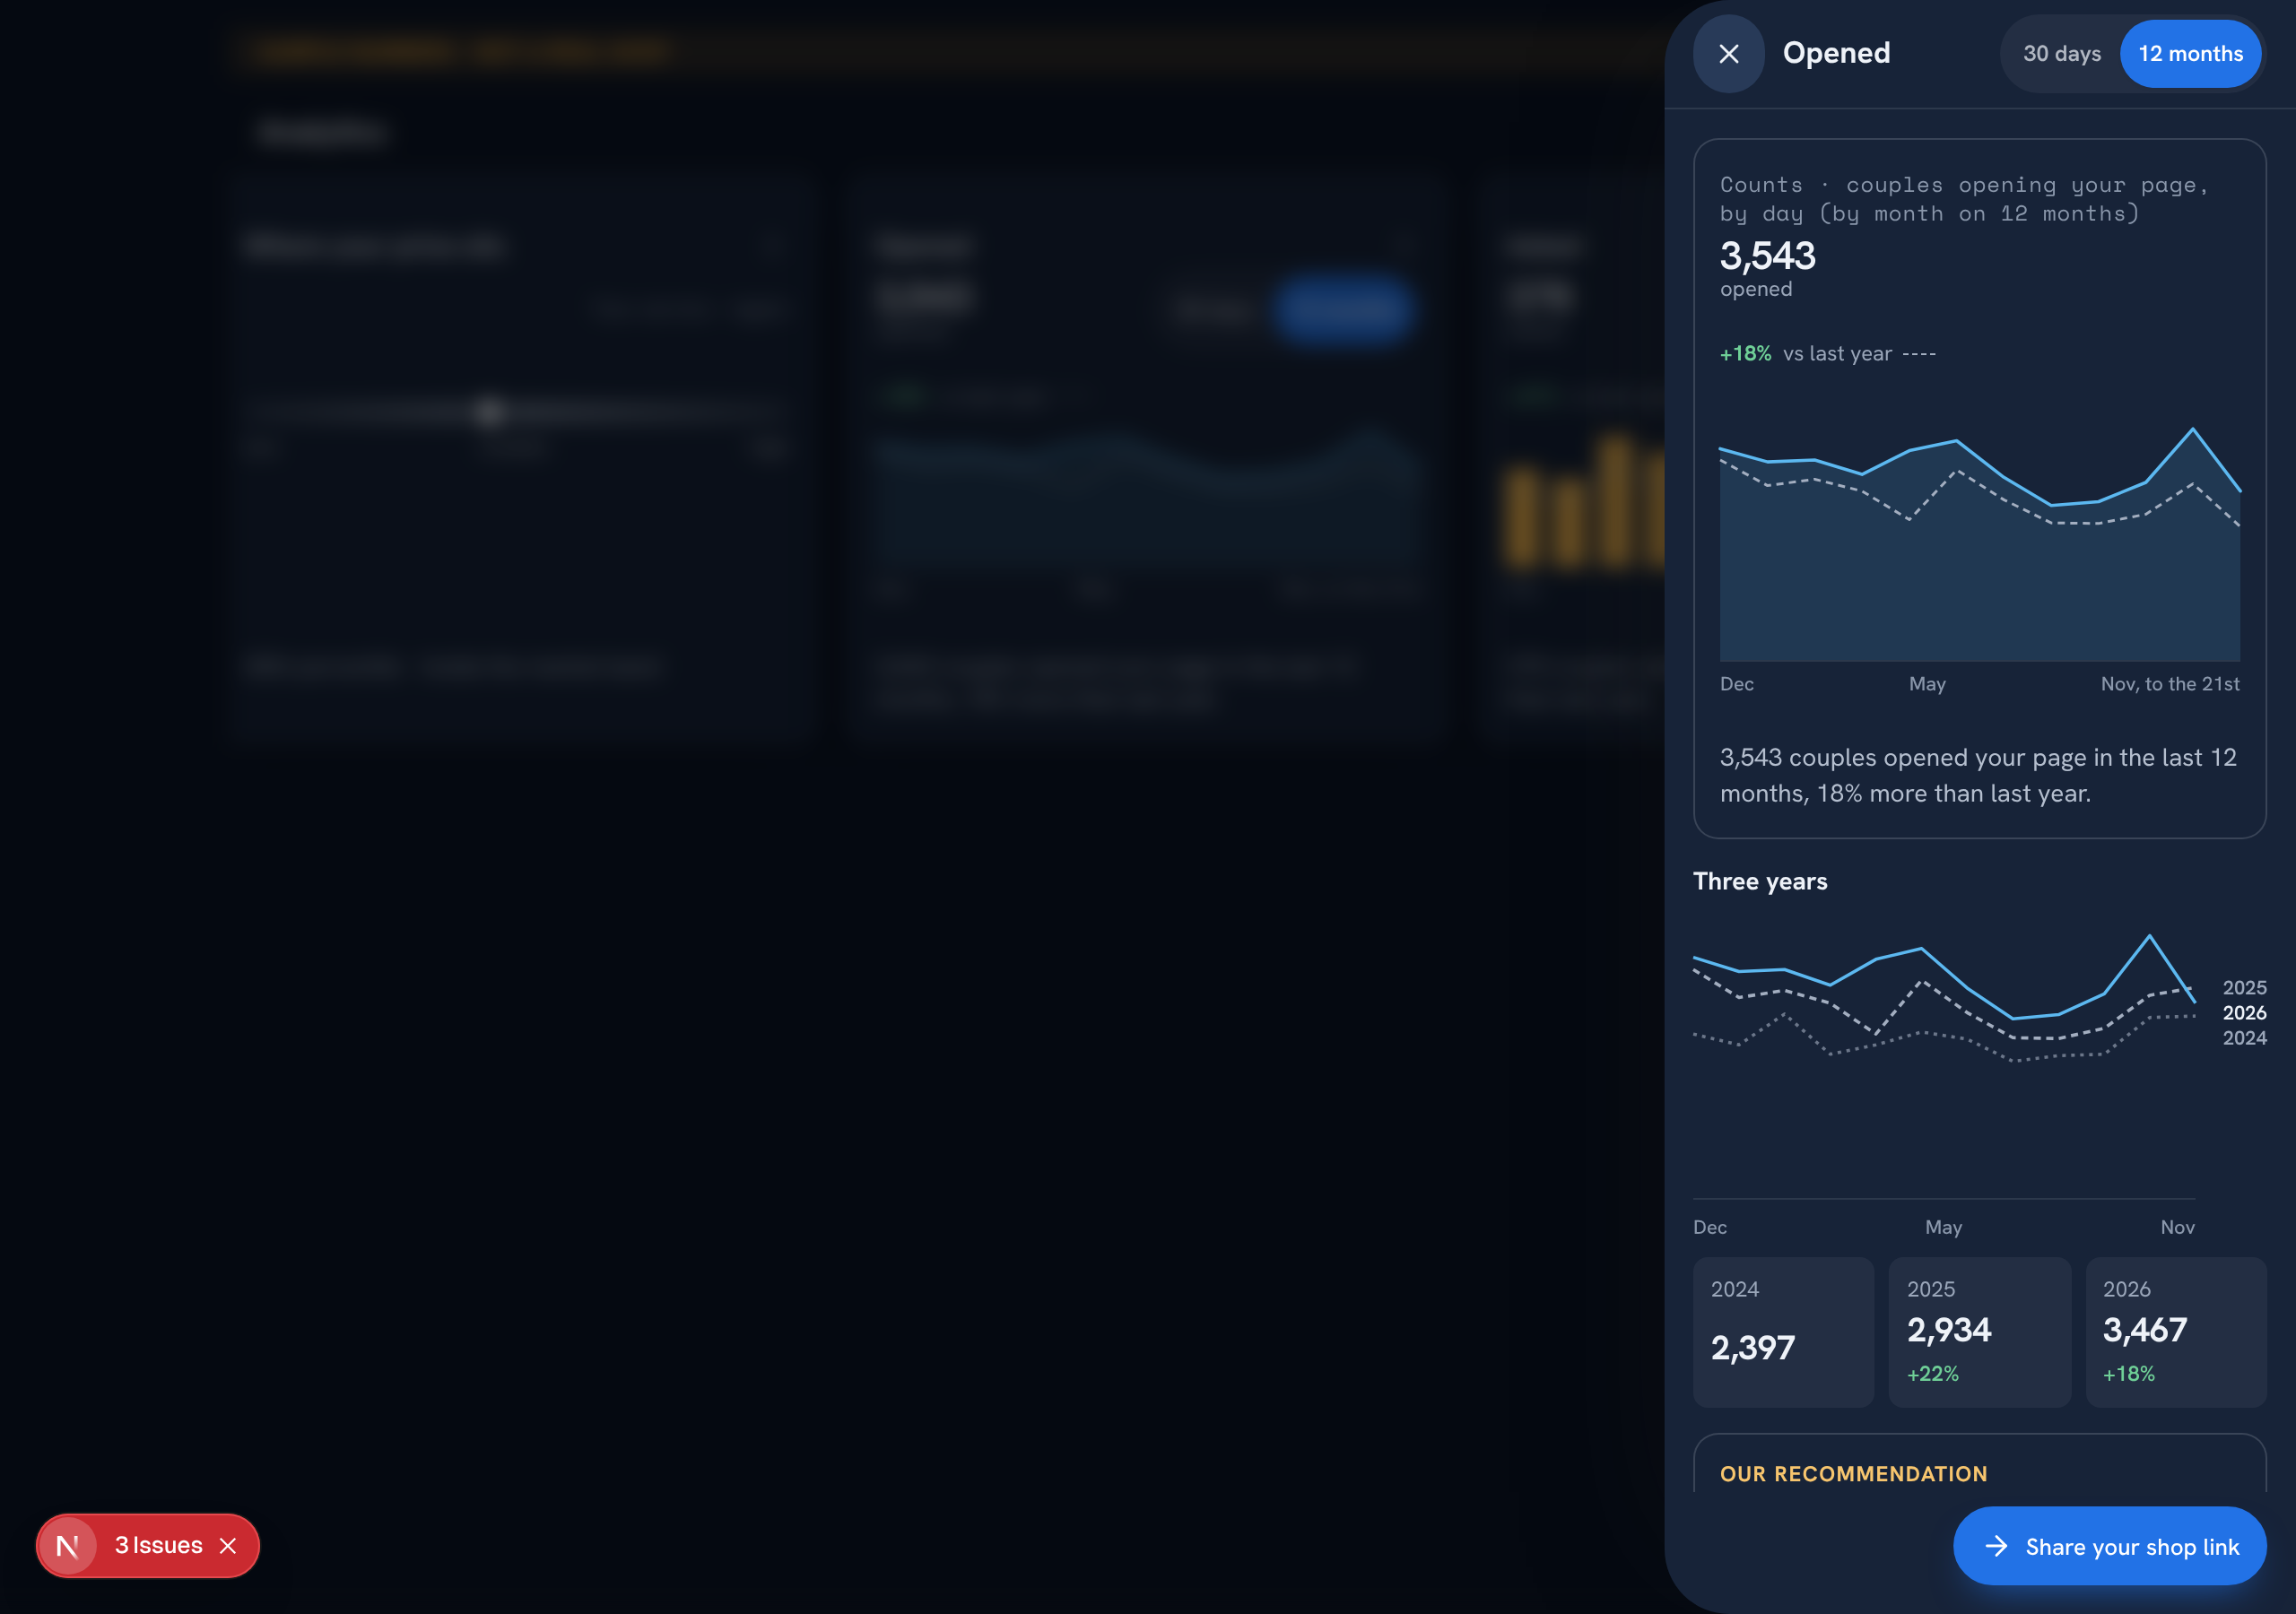 Opened
30 days
12 months
Counts · couples opening your page,
by day (by month on 12 months)
3,543
opened
+18% vs last year ----
Dec
May
Nov, to the 21st
3,543 couples opened your page in the last 12
months, 18% more than last year.
Three years
2025
2026
2024
Dec
May
Nov
2024
2,397
2025
2,934
+22%
2026
3,467
+18%
OUR RECOMMENDATION
Share your shop link
N
3 Issues